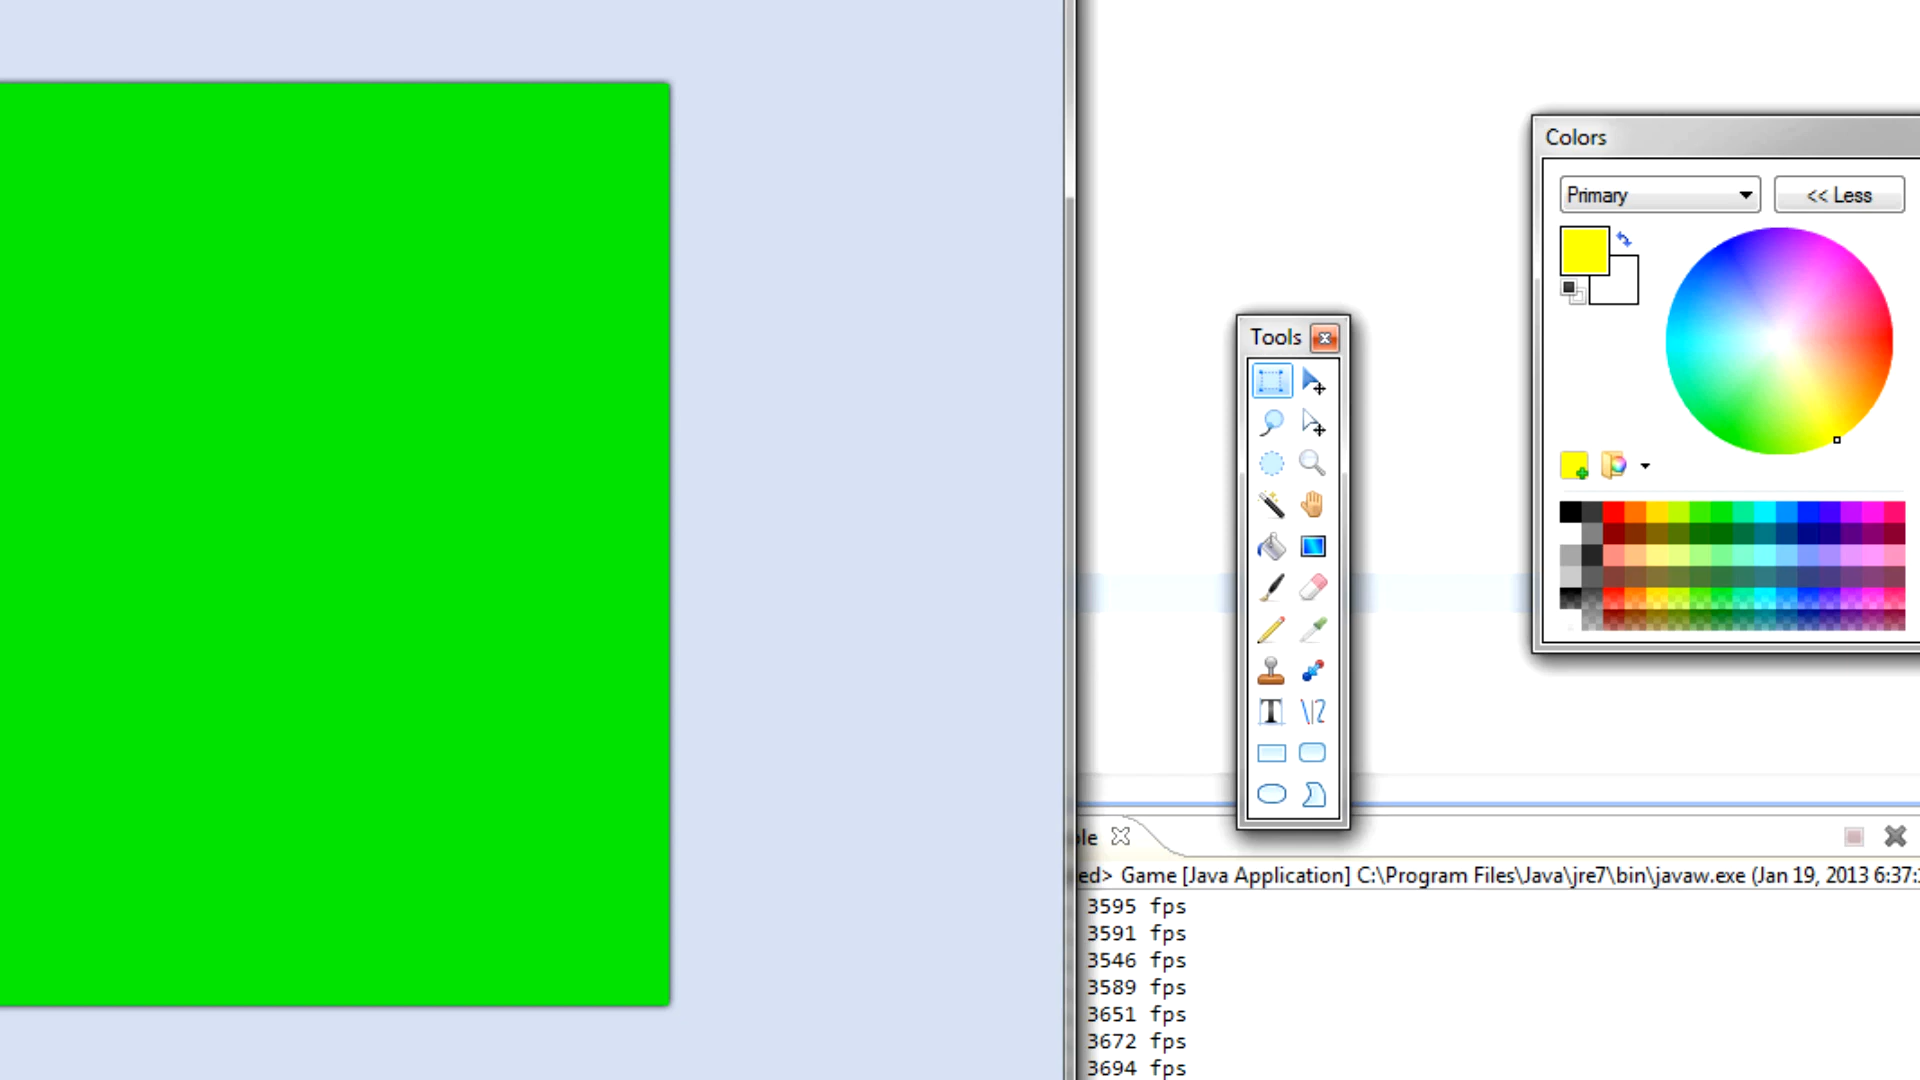 Colors
Primary
<< Less
Tools
ed> Game [Java Application] C:\Program Files\Java\jre7\bin\javaw.exe (Jan 19, 2013 6:37:
3595 fps
3591 fps
3546 fps
3589 fps
3651 fps
3672 fps
3694 fps